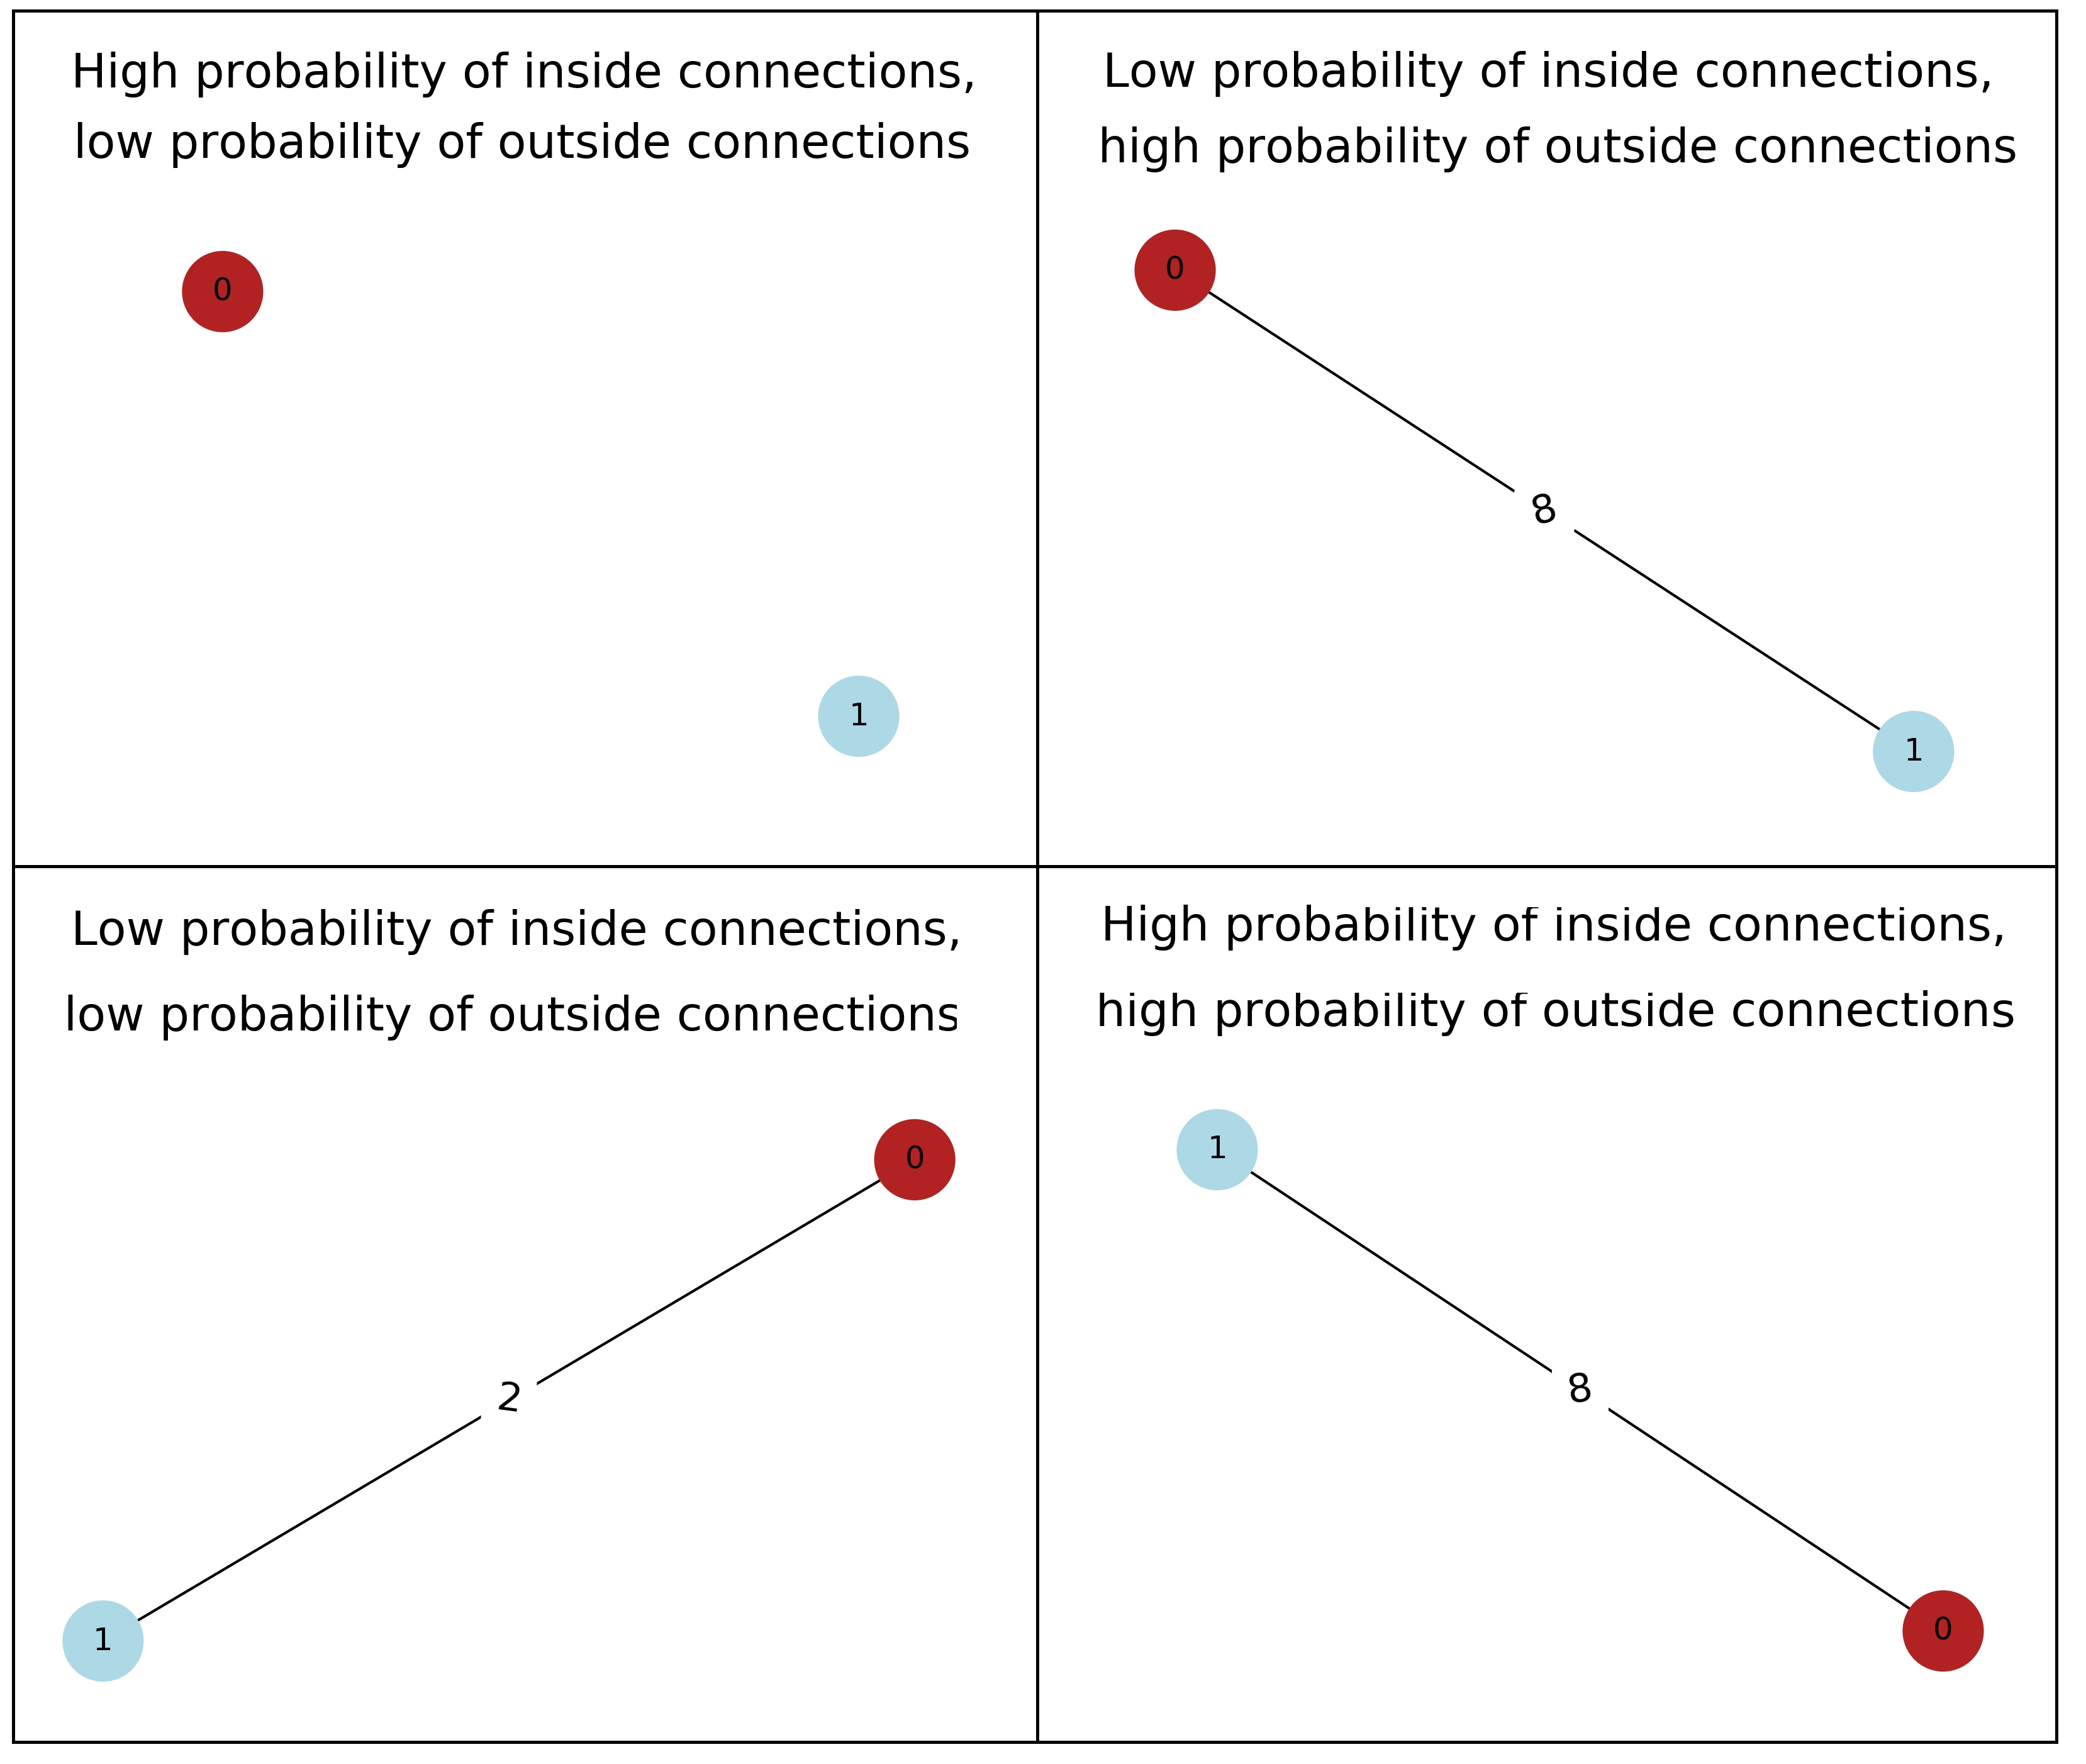 High probability of inside connections,
low probability of outside connections
0
1
Low probability of inside connections,
high probability of outside connections
0
8
1
Low probability of inside connections,
low probability of outside connections
0
2
1
High probability of inside connections,
high probability of outside connections
1
8
0